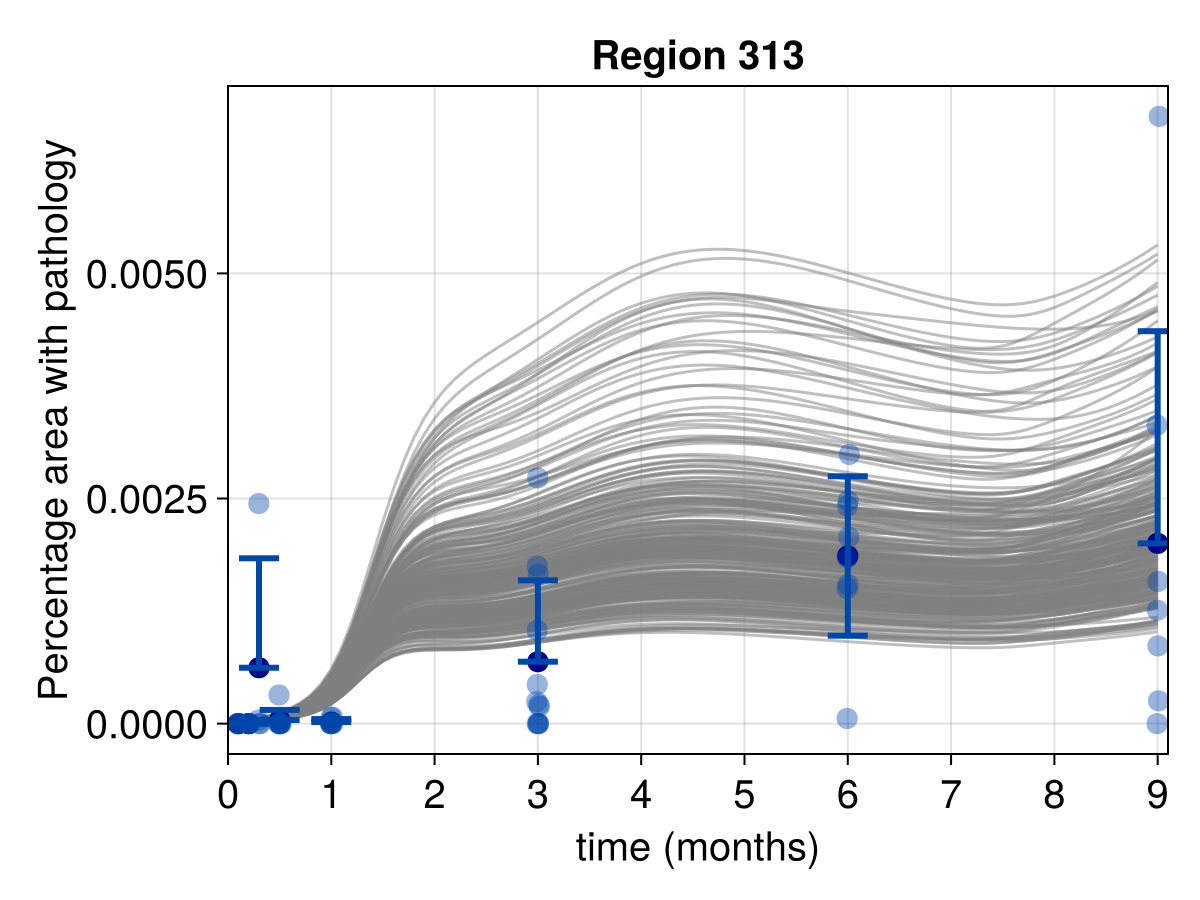 Region 313
Percentage area with pathology
0.0050
0.0025
0.0000
0 1 2 3 4 5 6 7 8 9
time (months)